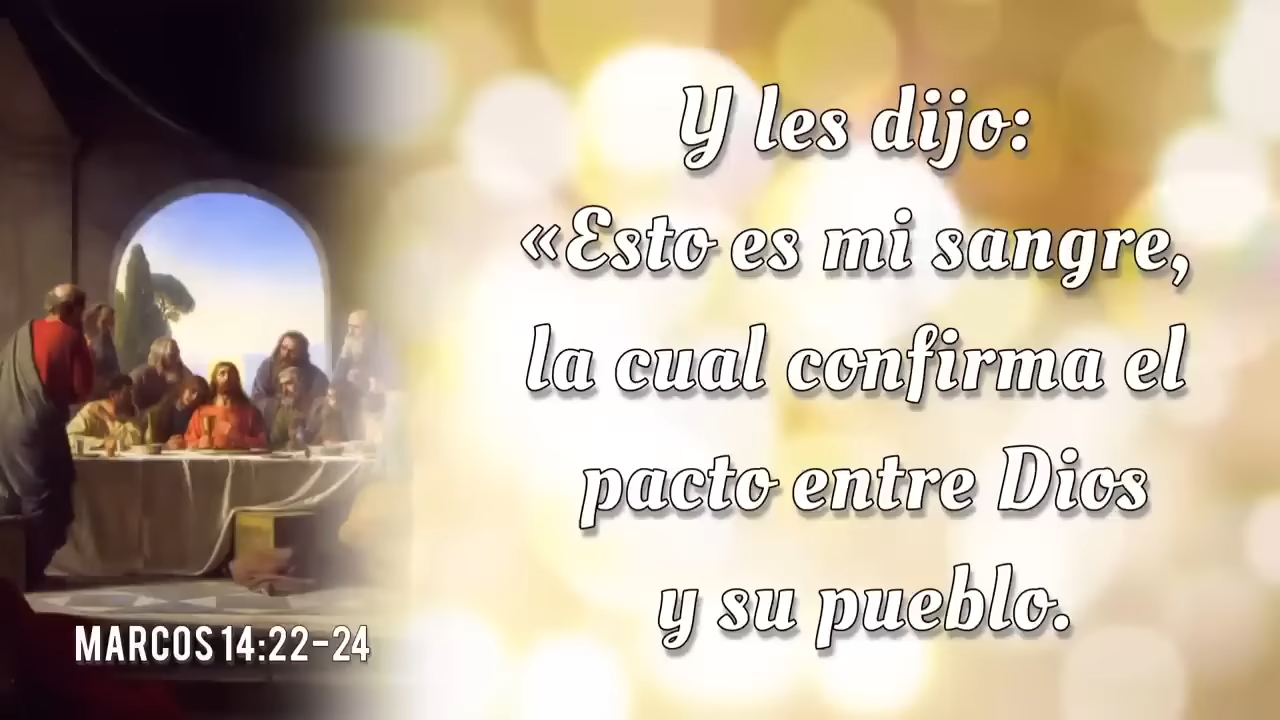 Y les dijo:
«Esto es mi sangre,
la cual confirma el
pacto entre Dios
y su pueblo.
MARCOS 14:22-24